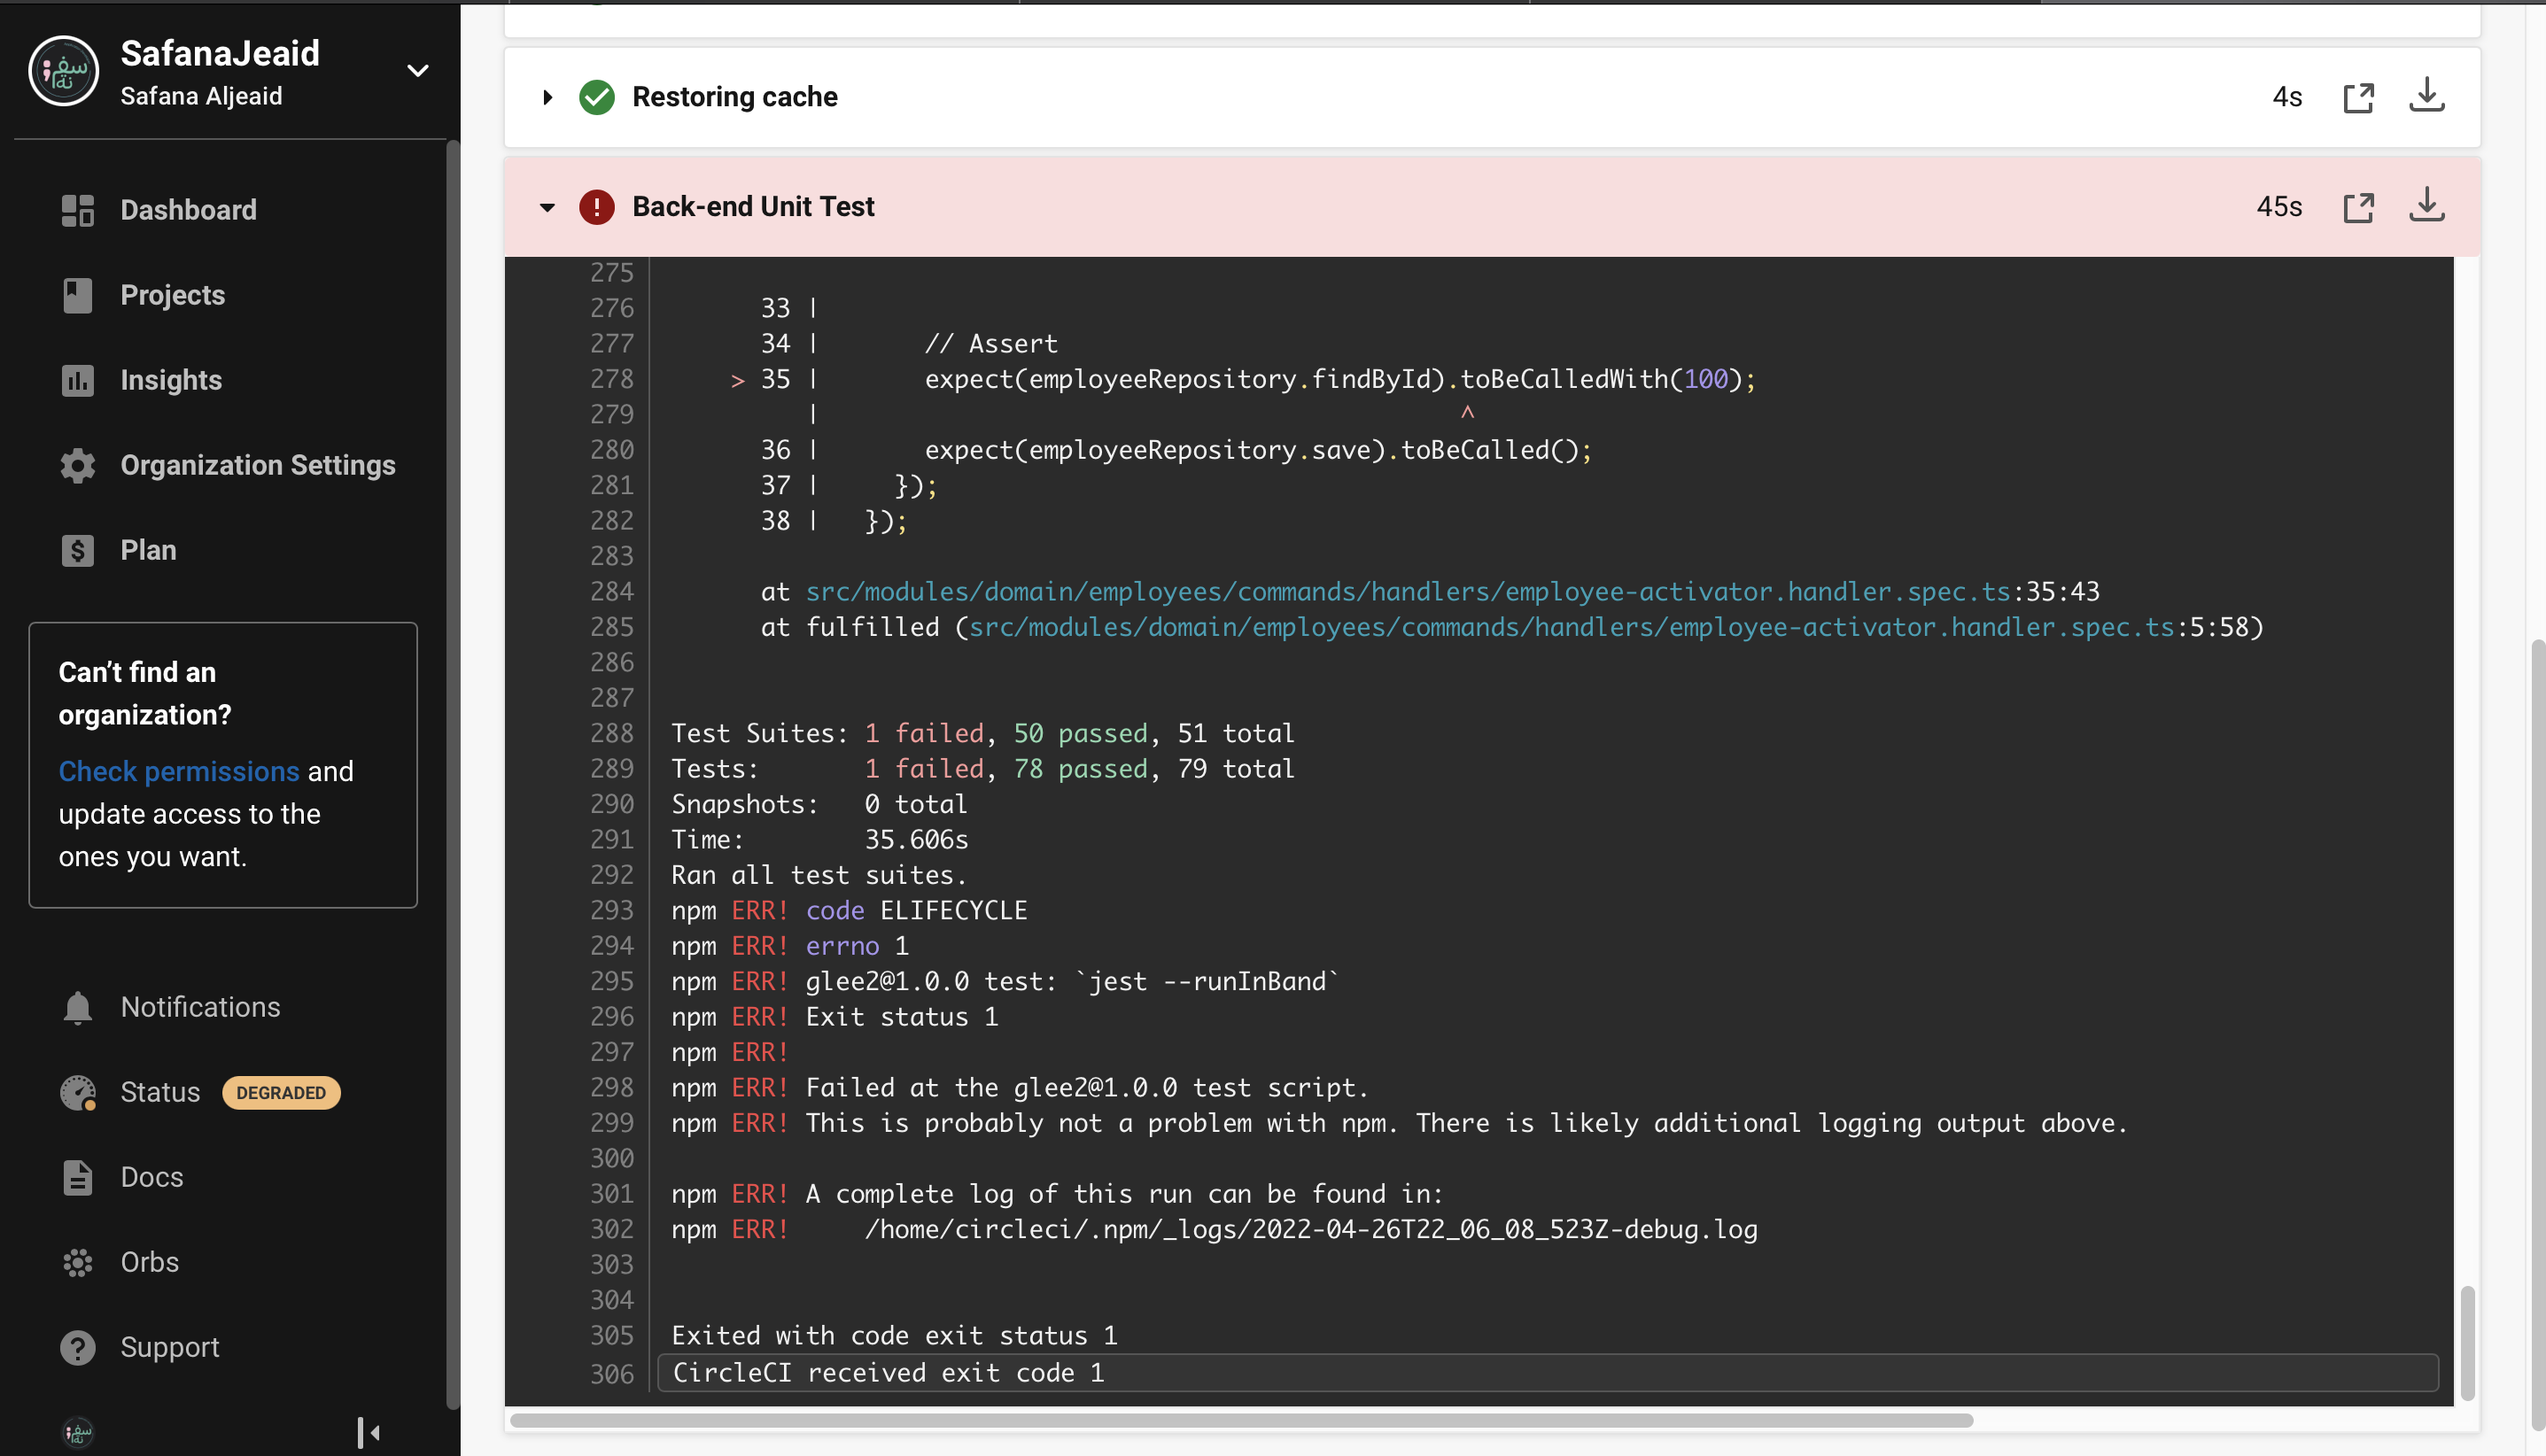 SafanaJeaid
Safana Aljeaid
Dashboard
Projects
Insights
Organization Settings
Plan
Can’t find an
organization?
Check permissions and
update access to the
ones you want.
Notifications
Status DEGRADED
Docs
Orbs
Support
Restoring cache 4s
Back-end Unit Test 45s
275
276 33 |
277 34 | // Assert
278 > 35 | expect(employeeRepository.findById).toBeCalledWith(100);
279 | ^
280 36 | expect(employeeRepository.save).toBeCalled();
281 37 | });
282 38 | });
283
284 at src/modules/domain/employees/commands/handlers/employee-activator.handler.spec.ts:35:43
285 at fulfilled (src/modules/domain/employees/commands/handlers/employee-activator.handler.spec.ts:5:58)
286
287
288 Test Suites: 1 failed, 50 passed, 51 total
289 Tests: 1 failed, 78 passed, 79 total
290 Snapshots: 0 total
291 Time: 35.606s
292 Ran all test suites.
293 npm ERR! code ELIFECYCLE
294 npm ERR! errno 1
295 npm ERR! glee2@1.0.0 test: `jest --runInBand`
296 npm ERR! Exit status 1
297 npm ERR!
298 npm ERR! Failed at the glee2@1.0.0 test script.
299 npm ERR! This is probably not a problem with npm. There is likely additional logging output above.
300
301 npm ERR! A complete log of this run can be found in:
302 npm ERR! /home/circleci/.npm/_logs/2022-04-26T22_06_08_523Z-debug.log
303
304
305 Exited with code exit status 1
306 CircleCI received exit code 1